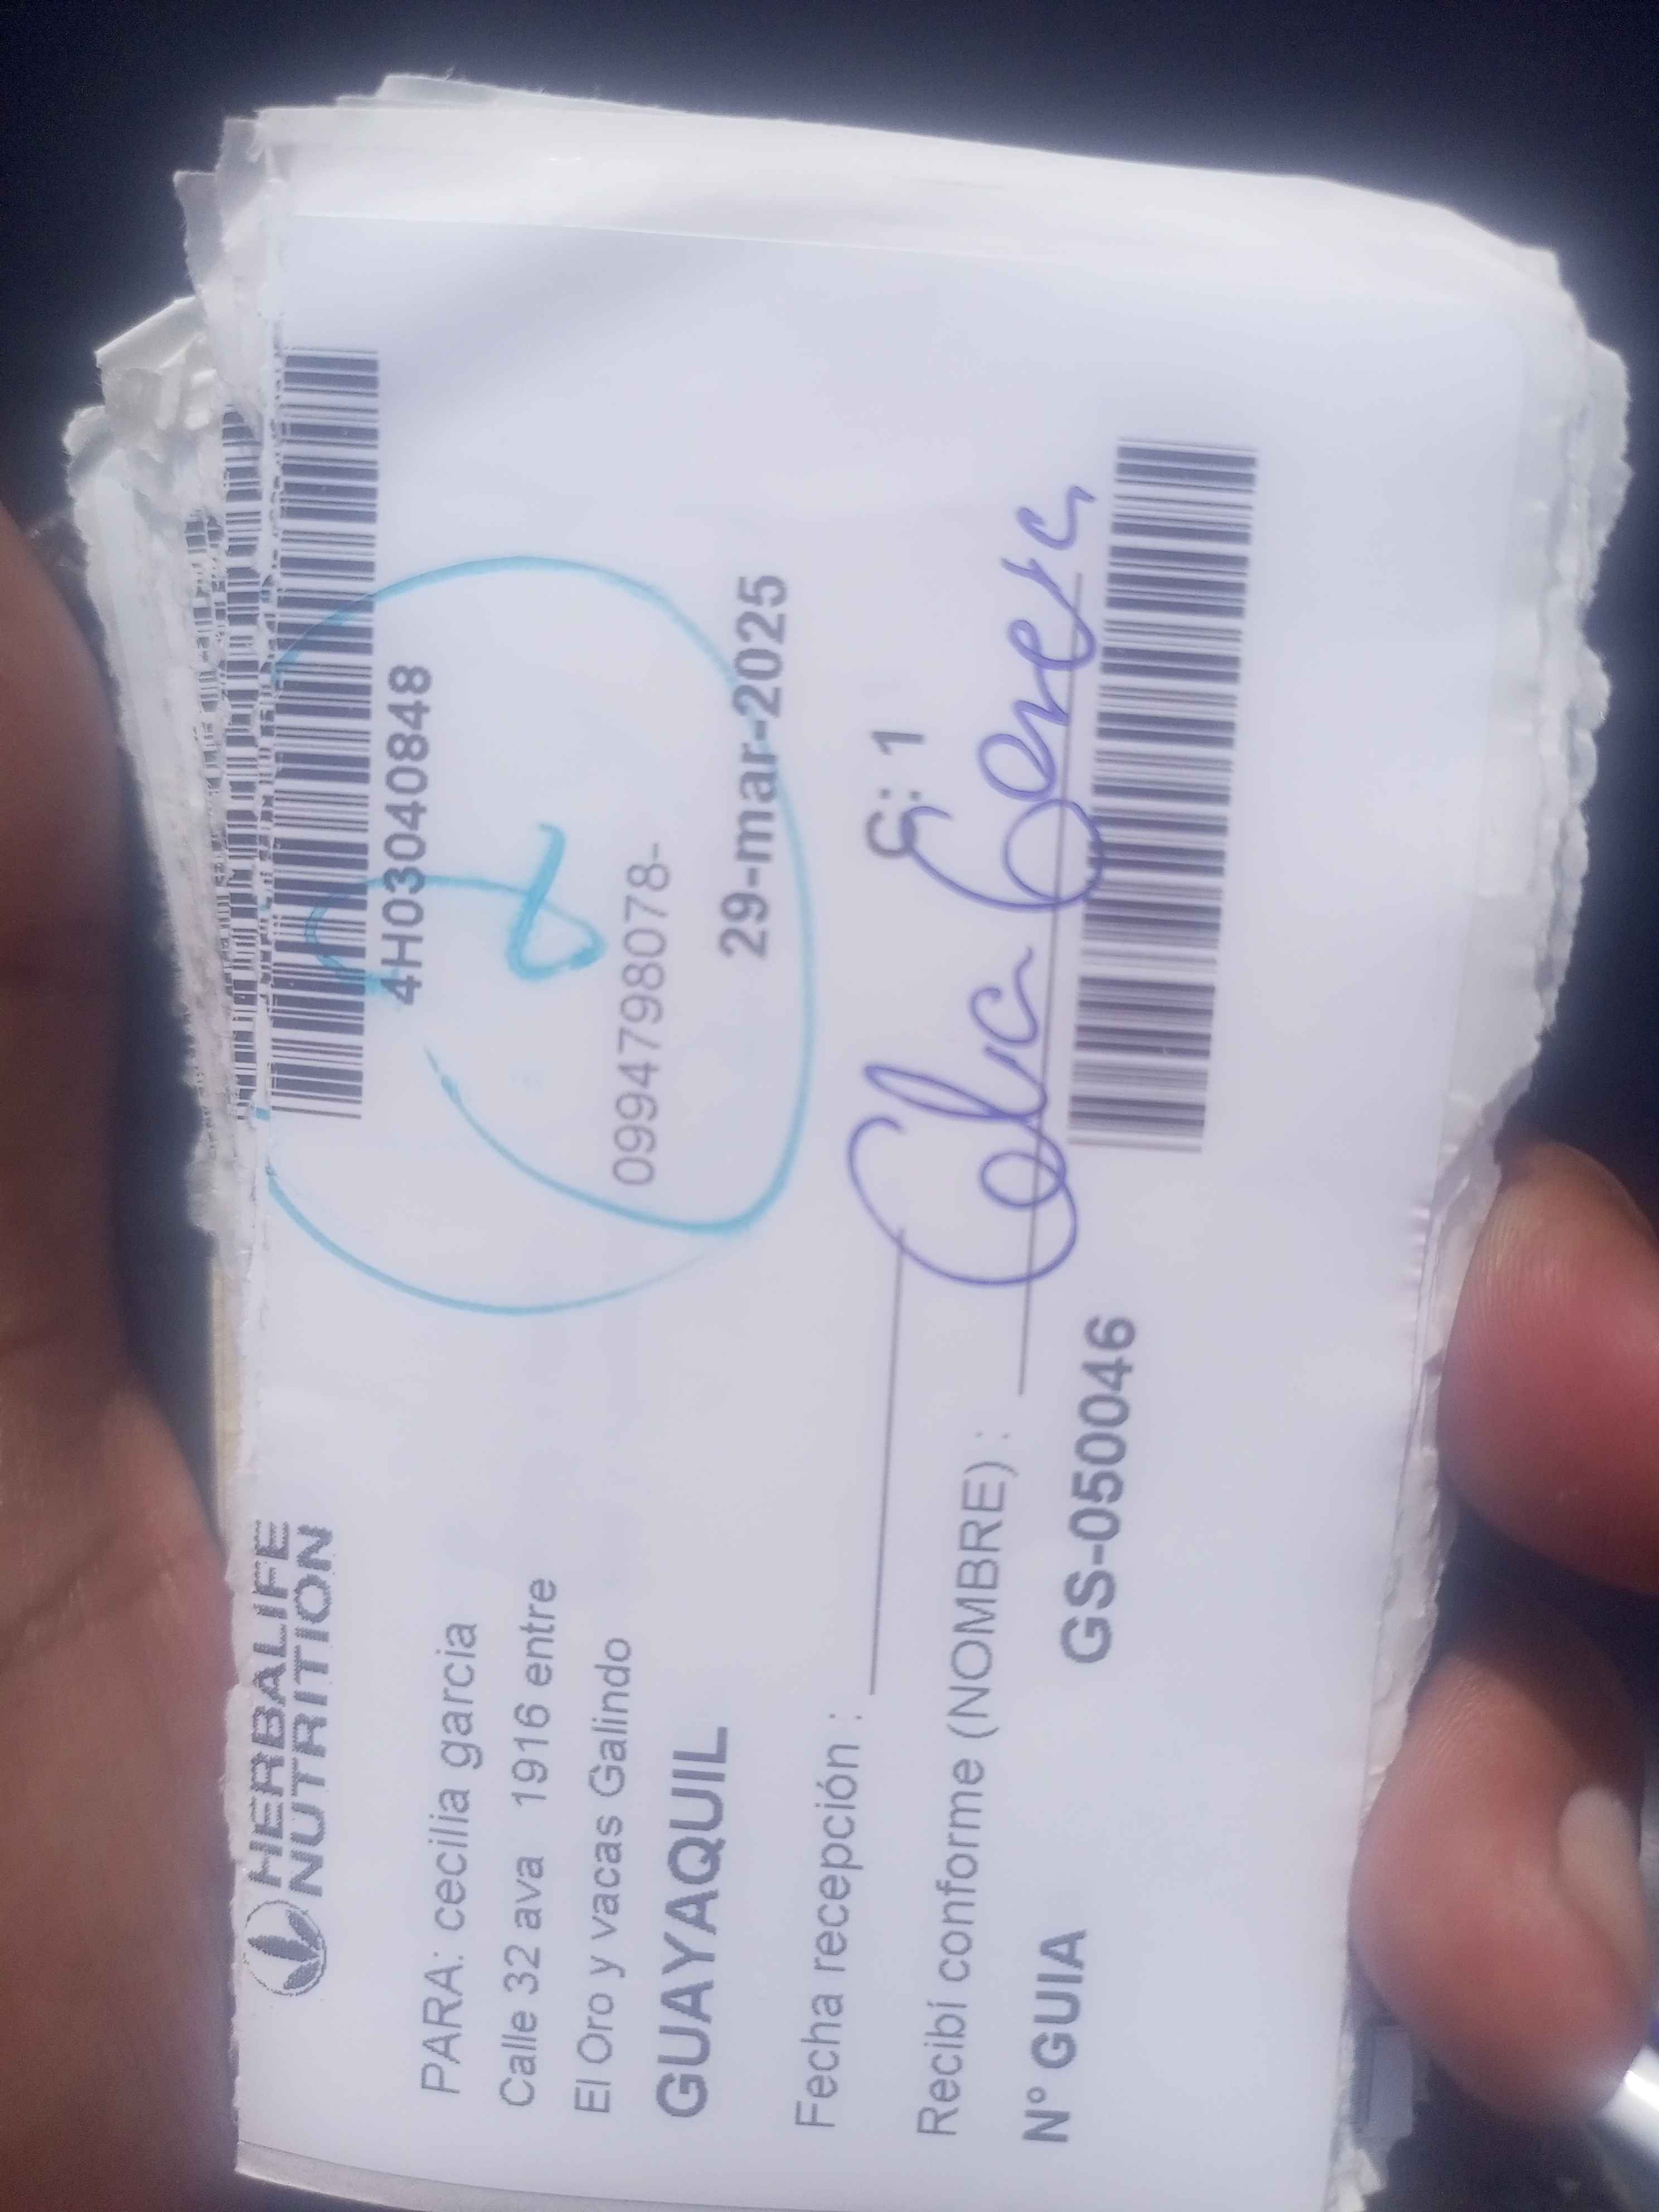 HERBALIFE
NUTRITION
4H03040848
PARA: cecilia garcia
Calle 32 ava 1916 entre
El Oro y vacas Galindo
0994798078-
GUAYAQUIL
29-mar-2025
Fecha recepción :
C: 1
Recibí conforme (NOMBRE) :
N° GUIA
GS-050046